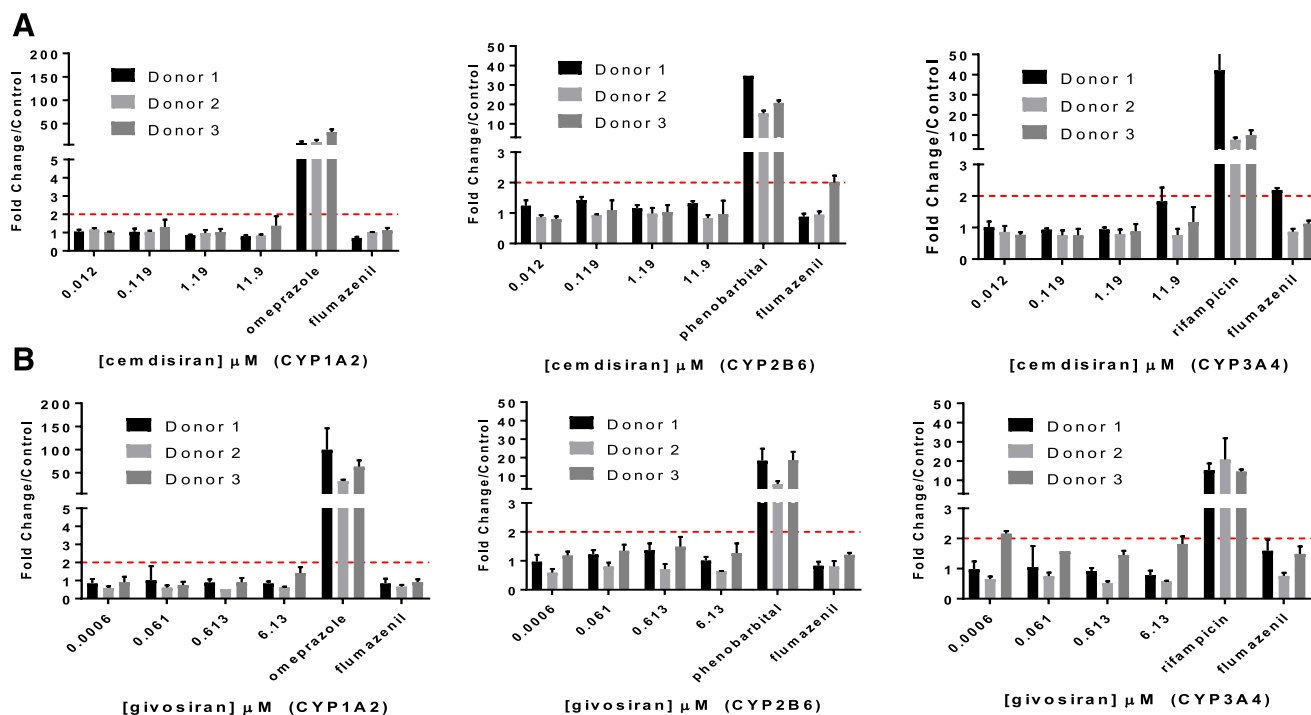 A
Fold Change/Control
200
150
100
50
5
4
3
2
1
0
Donor 1
Donor 2
Donor 3
0.012
0.119
1.19
11.9
omeprazole
flumazenil
[cemdisiran] μM (CYP1A2)
Fold Change/Control
50
40
30
20
10
3
2
1
0
Donor 1
Donor 2
Donor 3
0.012
0.119
1.19
11.9
phenobarbital
flumazenil
[cemdisiran] μM (CYP2B6)
Fold Change/Control
50
40
30
20
10
3
2
1
0
Donor 1
Donor 2
Donor 3
0.012
0.119
1.19
11.9
rifampicin
flumazenil
[cemdisiran] μM (CYP3A4)
B
Fold Change/Control
200
150
100
50
5
4
3
2
1
0
Donor 1
Donor 2
Donor 3
0.0006
0.061
0.613
6.13
omeprazole
flumazenil
[givosiran] μM (CYP1A2)
Fold Change/Control
50
40
30
20
10
3
2
1
0
Donor 1
Donor 2
Donor 3
0.0006
0.061
0.613
6.13
phenobarbital
flumazenil
[givosiran] μM (CYP2B6)
Fold Change/Control
50
40
30
20
10
3
2
1
0
Donor 1
Donor 2
Donor 3
0.0006
0.061
0.613
6.13
rifampicin
flumazenil
[givosiran] μM (CYP3A4)